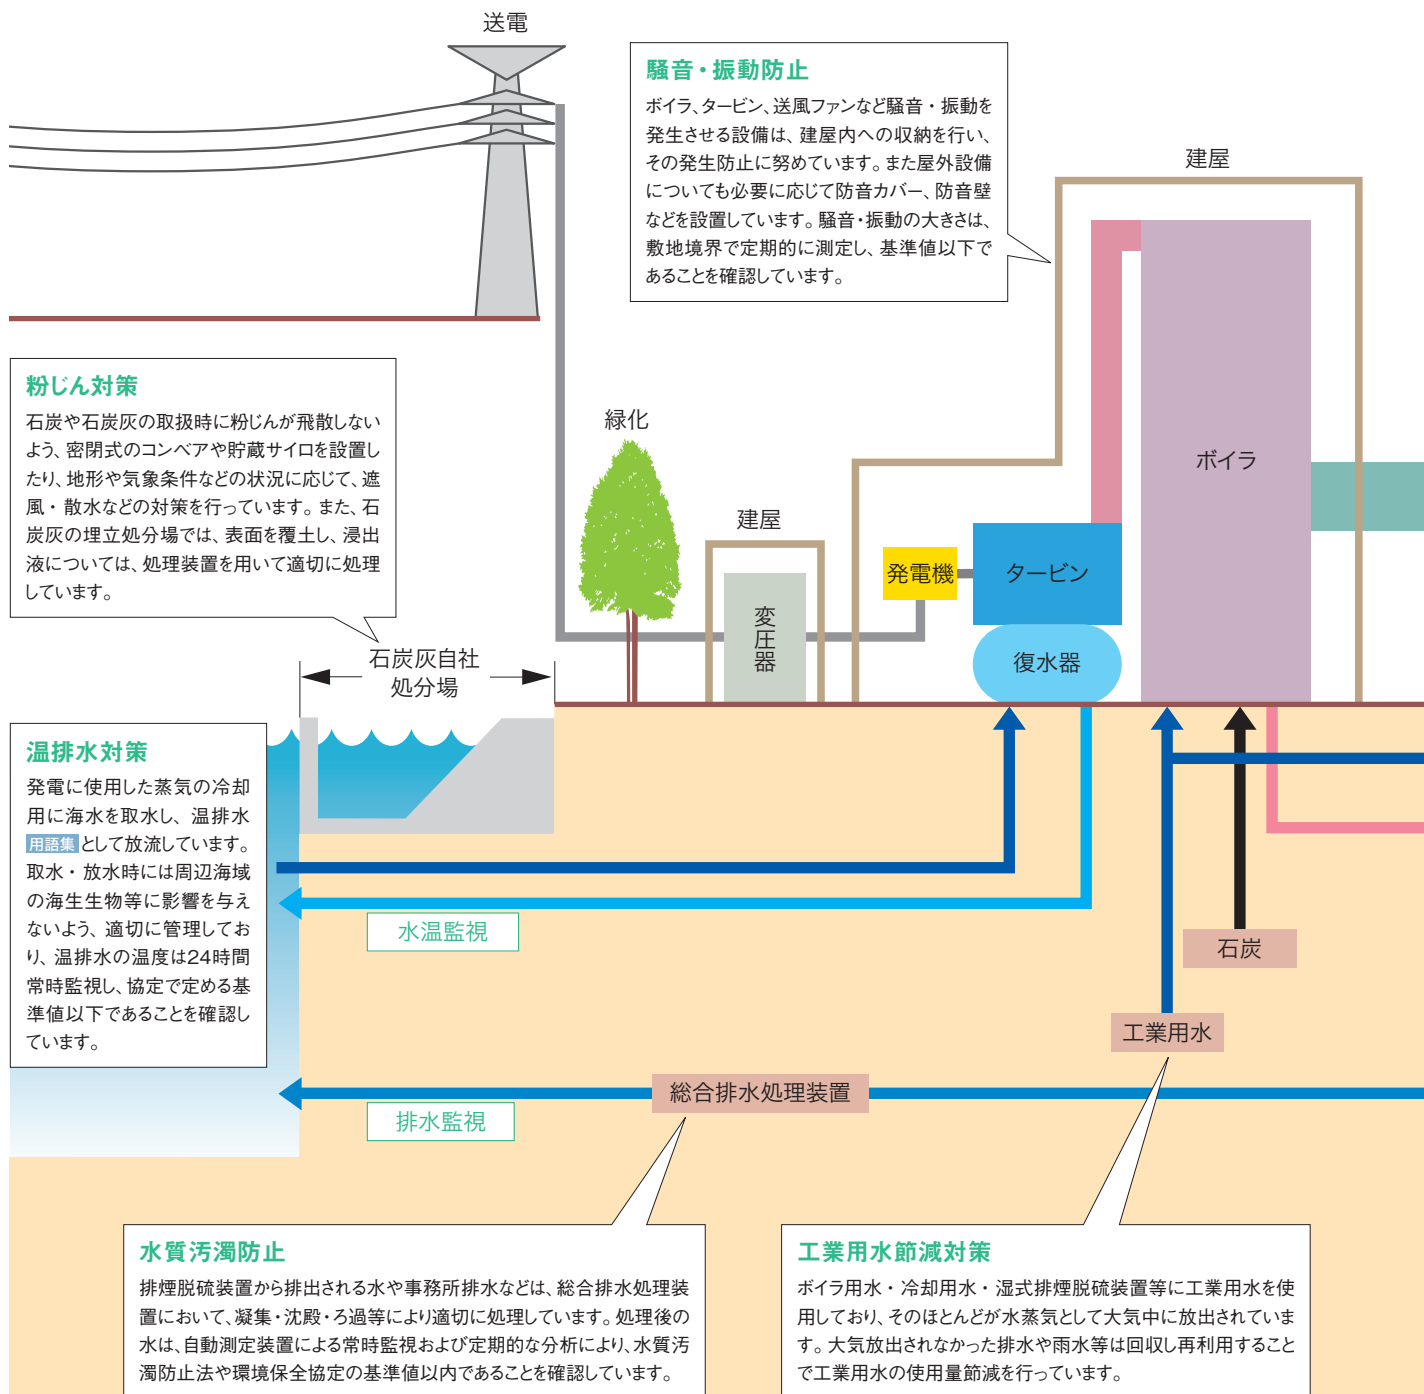 送電
騒音・振動防止
ボイラ、タービン、送風ファンなど騒音・振動を
発生させる設備は、建屋内への収納を行い、
その発生防止に努めています。また屋外設備
についても必要に応じて防音カバー、防音壁
などを設置しています。騒音・振動の大きさは、
敷地境界で定期的に測定し、基準値以下で
あることを確認しています。
建屋
粉じん対策
石炭や石炭灰の取扱時に粉じんが飛散しない
よう、密閉式のコンベアや貯蔵サイロを設置し
たり、地形や気象条件などの状況に応じて、遮
風・散水などの対策を行っています。また、石
炭灰の埋立処分場では、表面を覆土し、浸出
液については、処理装置を用いて適切に処理
しています。
緑化
建屋
ボイラ
発電機
タービン
変圧器
復水器
石炭灰自社
処分場
温排水対策
発電に使用した蒸気の冷却
用に海水を取水し、温排水
用語集として放流しています。
取水・放水時には周辺海域
の海生生物等に影響を与え
ないよう、適切に管理してお
り、温排水の温度は24時間
常時監視し、協定で定める基
準値以下であることを確認し
ています。
水温監視
石炭
工業用水
総合排水処理装置
排水監視
水質汚濁防止
排煙脱硫装置から排出される水や事務所排水などは、総合排水処理装
置において、凝集・沈殿・ろ過等により適切に処理しています。処理後の
水は、自動測定装置による常時監視および定期的な分析により、水質汚
濁防止法や環境保全協定の基準値以内であることを確認しています。
工業用水節減対策
ボイラ用水・冷却用水・湿式排煙脱硫装置等に工業用水を使
用しており、そのほとんどが水蒸気として大気中に放出されていま
す。大気放出されなかった排水や雨水等は回収し再利用すること
で工業用水の使用量節減を行っています。